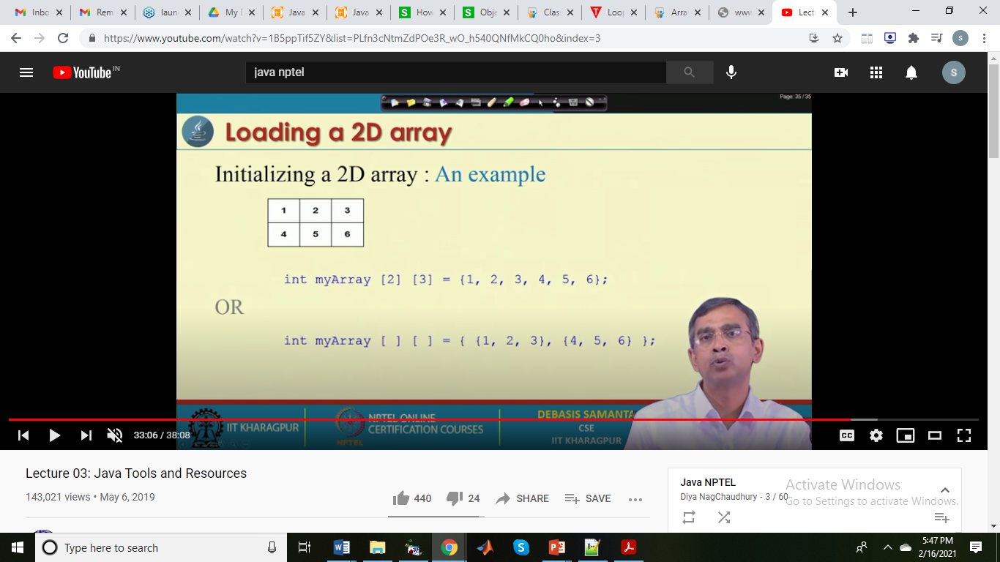 Inbo
Rem
laun
My D
Java
Java
How
Obje
Clas
Loop
Arra
www
Lect
https://www.youtube.com/watch?v=1B5ppTif5ZY&list=PLfn3cNtmZdPOe3R_wO_h540QNfMkCQ0ho&index=3
S
YouTube IN
java nptel
S
Page: 35 / 35
Loading a 2D array
Initializing a 2D array : An example
1 2 3
4 5 6
int myArray [2] [3] = {1, 2, 3, 4, 5, 6};
OR
int myArray [ ] [ ] = { {1, 2, 3}, {4, 5, 6} };
IIT KHARAGPUR
NPTEL
NPTEL ONLINE
CERTIFICATION COURSES
DEBASIS SAMANTA
CSE
IIT KHARAGPUR
33:06 / 38:08
CC
Lecture 03: Java Tools and Resources
143,021 views • May 6, 2019
440
24
SHARE
SAVE
Java NPTEL
Diya NagChaudhury - 3 / 60
Activate Windows
Go to Settings to activate Windows.
Type here to search
5:47 PM
2/16/2021